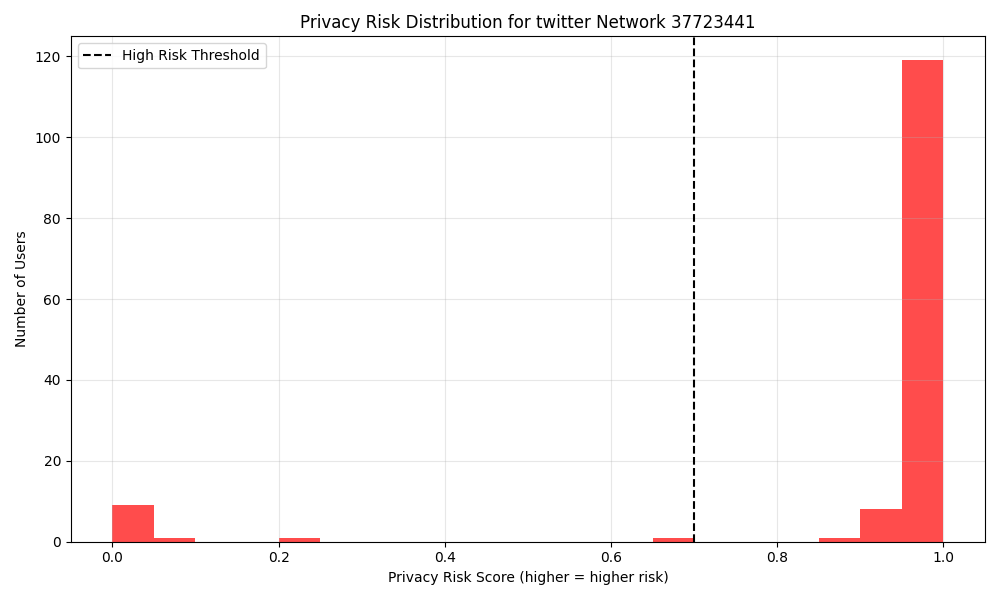 Privacy Risk Distribution for twitter Network 37723441
High Risk Threshold
Number of Users
120
100
80
60
40
20
0
0.0 0.2 0.4 0.6 0.8 1.0
Privacy Risk Score (higher = higher risk)